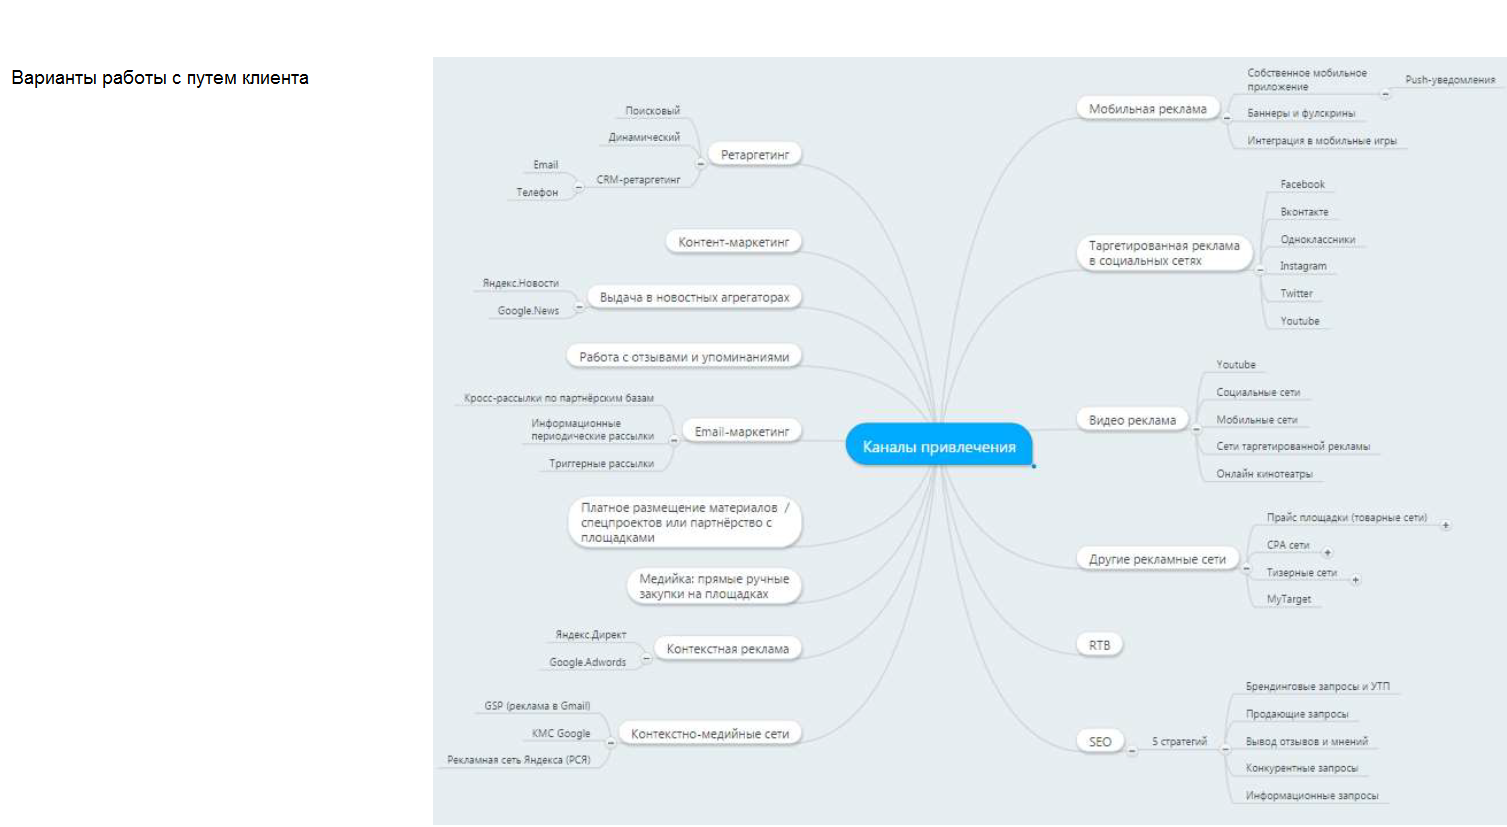 Варианты работы с путем клиента
Поисковый
Динамический
Ретаргетинг
Email
CRM-ретаргетинг
Телефон
Контент-маркетинг
Яндекс.Новости
Выдача в новостных агрегаторах
Google.News
Работа с отзывами и упоминаниями
Кросс-рассылки по партнёрским базам
Информационные
периодические рассылки
Email-маркетинг
Триггерные рассылки
Платное размещение материалов /
спецпроектов или партнёрство с
площадками
Медийка: прямые ручные
закупки на площадках
Яндекс.Директ
Контекстная реклама
Google.Adwords
GSP (реклама в Gmail)
КМС Google
Контекстно-медийные сети
Рекламная сеть Яндекса (РСЯ)
Каналы привлечения
Мобильная реклама
Собственное мобильное
приложение
Push-уведомления
Баннеры и фулскрины
Интеграция в мобильные игры
Таргетированная реклама
в социальных сетях
Facebook
Вконтакте
Одноклассники
Instagram
Twitter
Youtube
Видео реклама
Youtube
Социальные сети
Мобильные сети
Сети таргетированной рекламы
Онлайн кинотеатры
Другие рекламные сети
Прайс площадки (товарные сети)
CPA сети
Тизерные сети
MyTarget
RTB
SEO
5 стратегий
Брендинговые запросы и УТП
Продающие запросы
Вывод отзывов и мнений
Конкурентные запросы
Информационные запросы